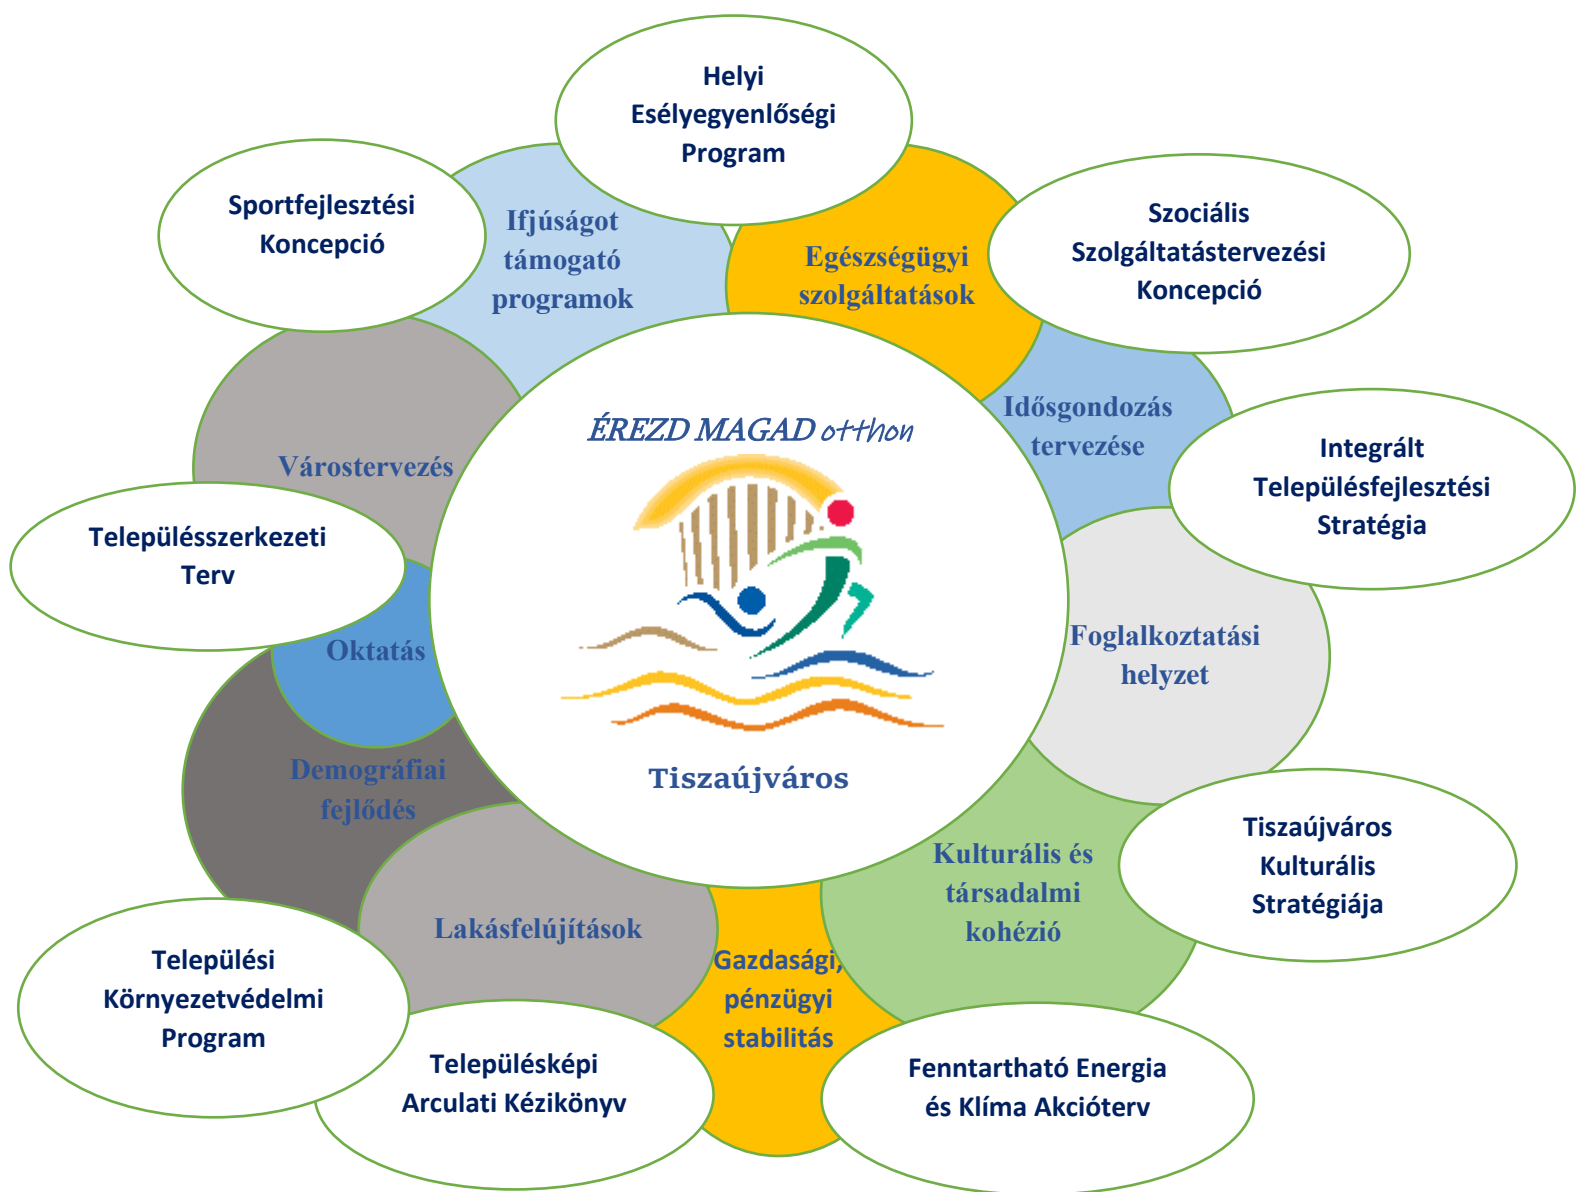 Helyi
Esélyegyenlőségi
Program
Sportfejlesztési
Koncepció
Ifjúságot
támogató
programok
Egészségügyi
szolgáltatások
Szociális
Szolgáltatástervezési
Koncepció
Idősgondozás
tervezése
ÉREZD MAGAD otthon
Várostervezés
Integrált
Településfejlesztési
Stratégia
Településszerkezeti
Terv
Oktatás
Foglalkoztatási
helyzet
Tiszaújváros
Demográfiai
fejlődés
Tiszaújváros
Kulturális
Stratégiája
Kulturális és
társadalmi
kohézió
Lakásfelújítások
Gazdasági,
pénzügyi
stabilitás
Települési
Környezetvédelmi
Program
Településképi
Arculati Kézikönyv
Fenntartható Energia
és Klíma Akcióterv